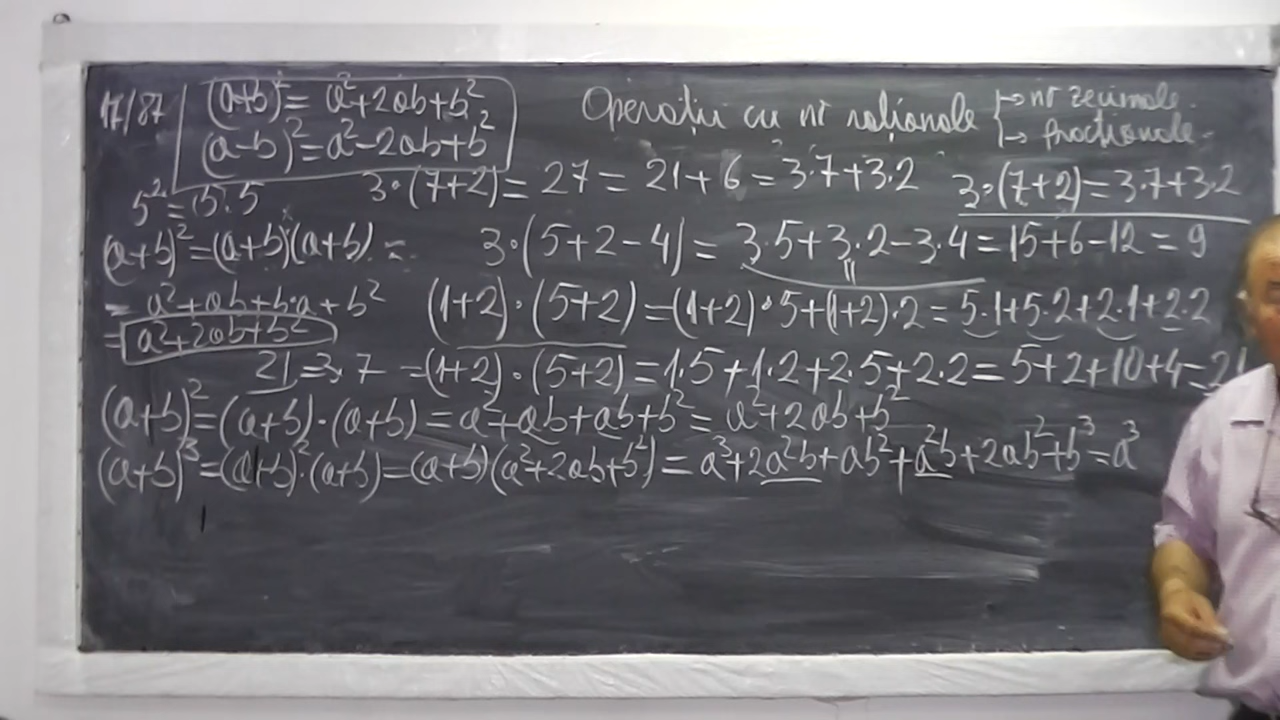 17/87
(a+b)² = a²+2ab+b²
(a-b)² = a²-2ab+b²
Operații cu nr raționale → nr zecimale.
→ fracționale.
5² = 5·5
3·(7+2) = 27 = 21+6 = 3·7+3·2
3·(7+2) = 3·7+3·2
(a+b)² = (a+b)(a+b) =
3·(5+2-4) = 3·5+3·2-3·4 = 15+6-12 = 9
= a²+ab+b·a+b²
(1+2)·(5+2) = (1+2)·5+(1+2)·2 = 5·1+5·2+2·1+2·2
= a²+2ab+b²
21 = 3·7 = (1+2)·(5+2) = 1·5+1·2+2·5+2·2 = 5+2+10+4 = 21
(a+b)² = (a+b)·(a+b) = a²+ab+ab+b² = a²+2ab+b²
(a+b)³ = (a+b)²·(a+b) = (a+b)(a²+2ab+b²) = a³+2a²b+ab²+a²b+2ab²+b³ = a³